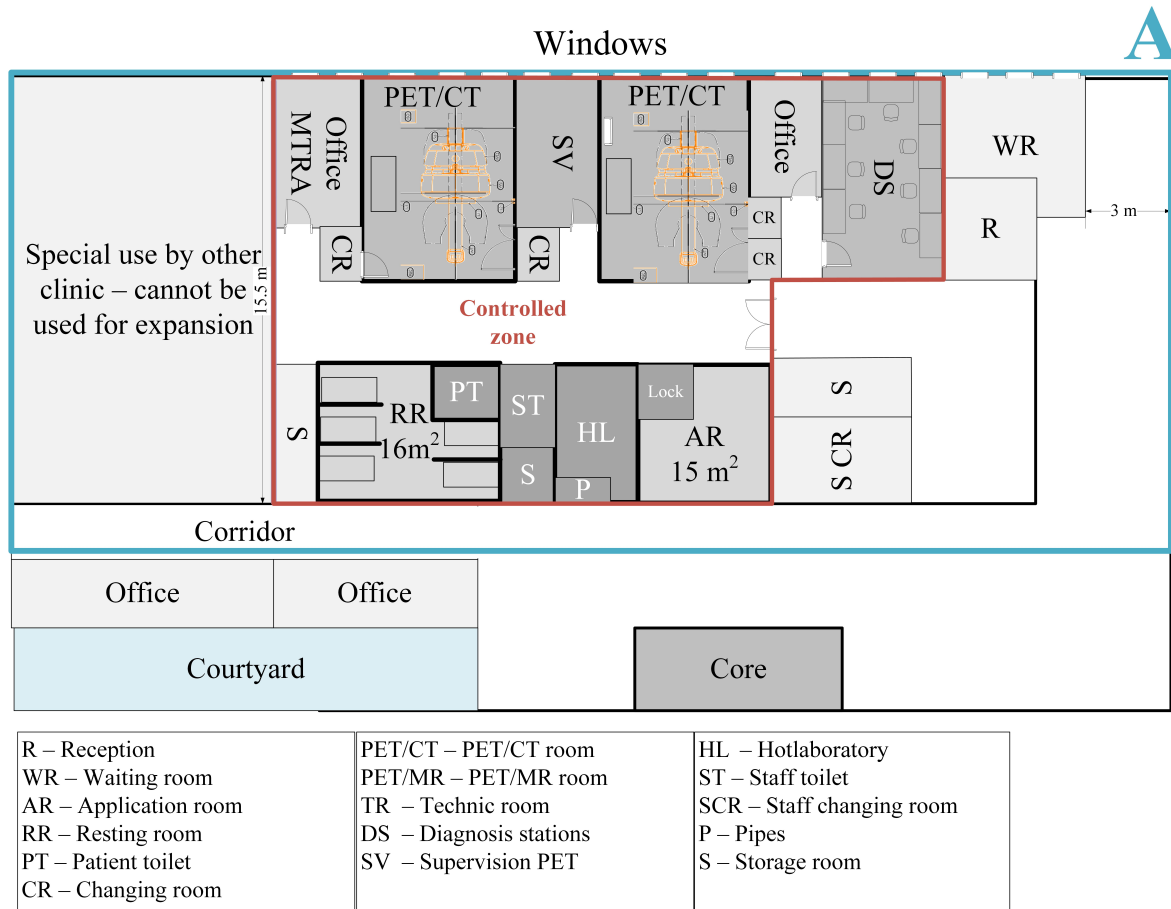 A
Windows
PET/CT
PET/CT
Office
MTRA
SV
Office
DS
WR
CR
CR
R
3 m
CR
CR
Special use by other
clinic – cannot be
used for expansion
15.5 m
Controlled
zone
S
RR
16m²
PT
ST
S
HL
P
Lock
AR
15 m²
S
S CR
Corridor
Office
Office
Courtyard
Core
R – Reception
WR – Waiting room
AR – Application room
RR – Resting room
PT – Patient toilet
CR – Changing room
PET/CT – PET/CT room
PET/MR – PET/MR room
TR – Technic room
DS – Diagnosis stations
SV – Supervision PET
HL – Hotlaboratory
ST – Staff toilet
SCR – Staff changing room
P – Pipes
S – Storage room